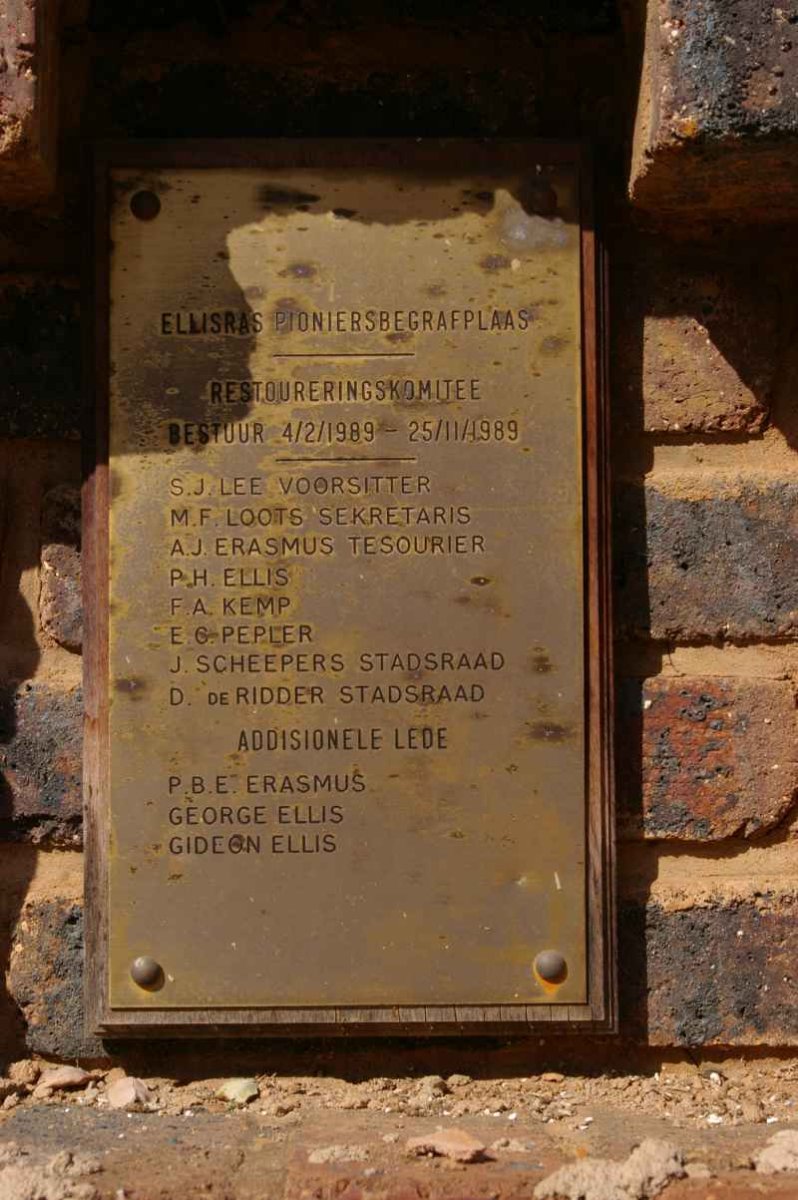 ELLISRAS PIONIERSBEGRAFPLAAS
RESTOURERINGSKOMITEE
BESTUUR 4/2/1989 - 25/11/1989
S.J. LEE VOORSITTER
M.F. LOOTS SEKRETARIS
A.J. ERASMUS TESOURIER
P.H. ELLIS
F.A. KEMP
E.G. PEPLER
J. SCHEEPERS STADSRAAD
D. DE RIDDER STADSRAAD
ADDISIONELE LEDE
P.B.E. ERASMUS
GEORGE ELLIS
GIDEON ELLIS